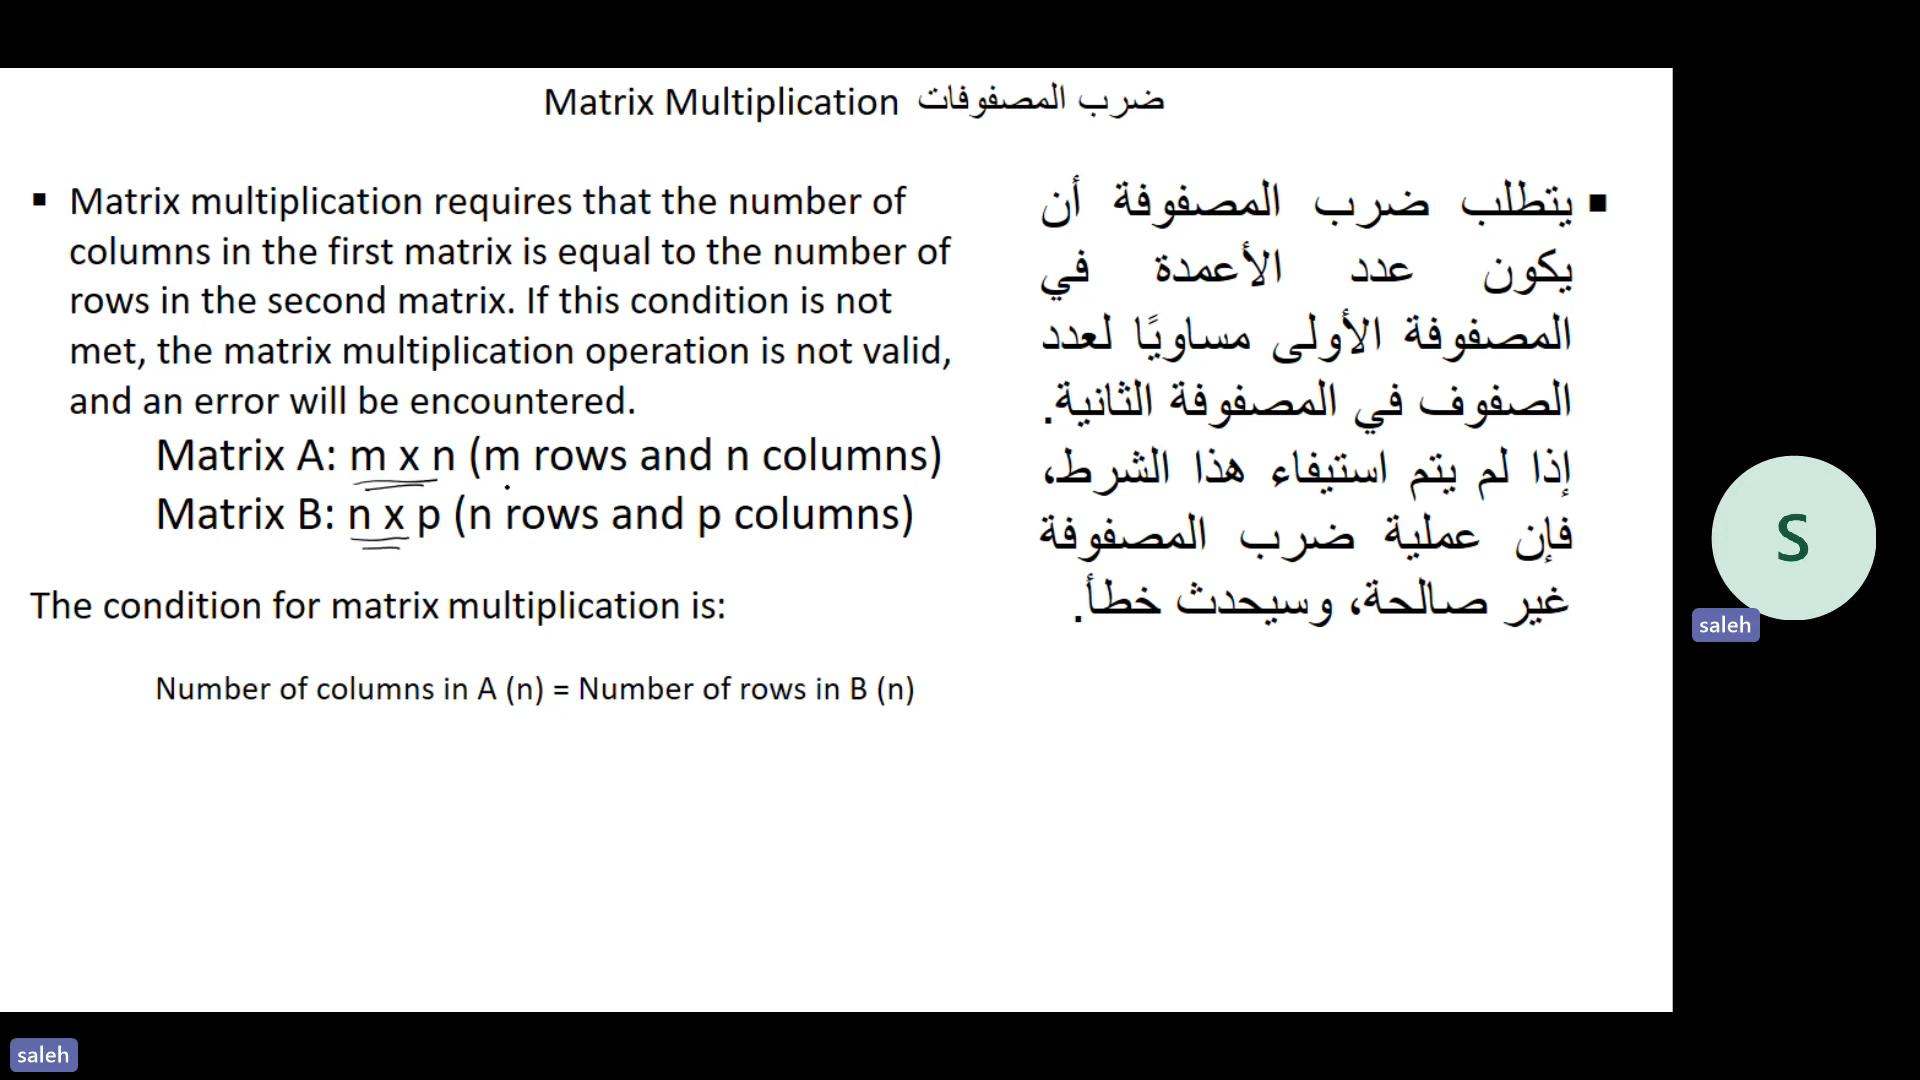 Matrix Multiplication ضرب المصفوفات
▪ Matrix multiplication requires that the number of
columns in the first matrix is equal to the number of
rows in the second matrix. If this condition is not
met, the matrix multiplication operation is not valid,
and an error will be encountered.
Matrix A: m x n (m rows and n columns)
Matrix B: n x p (n rows and p columns)
The condition for matrix multiplication is:
Number of columns in A (n) = Number of rows in B (n)
▪ يتطلب ضرب المصفوفة أن
يكون عدد الأعمدة في
المصفوفة الأولى مساويًا لعدد
الصفوف في المصفوفة الثانية.
إذا لم يتم استيفاء هذا الشرط،
فإن عملية ضرب المصفوفة
غير صالحة، وسيحدث خطأ.
S
saleh
saleh